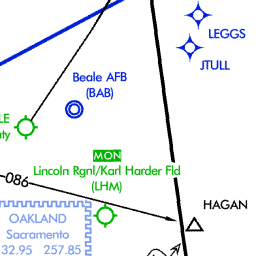 LEGGS
JTULL
Beale AFB
(BAB)
LE
nty
MON
Lincoln Rgnl/Karl Harder Fld
(LHM)
086
HAGAN
OAKLAND
Sacramento
32.95 257.85